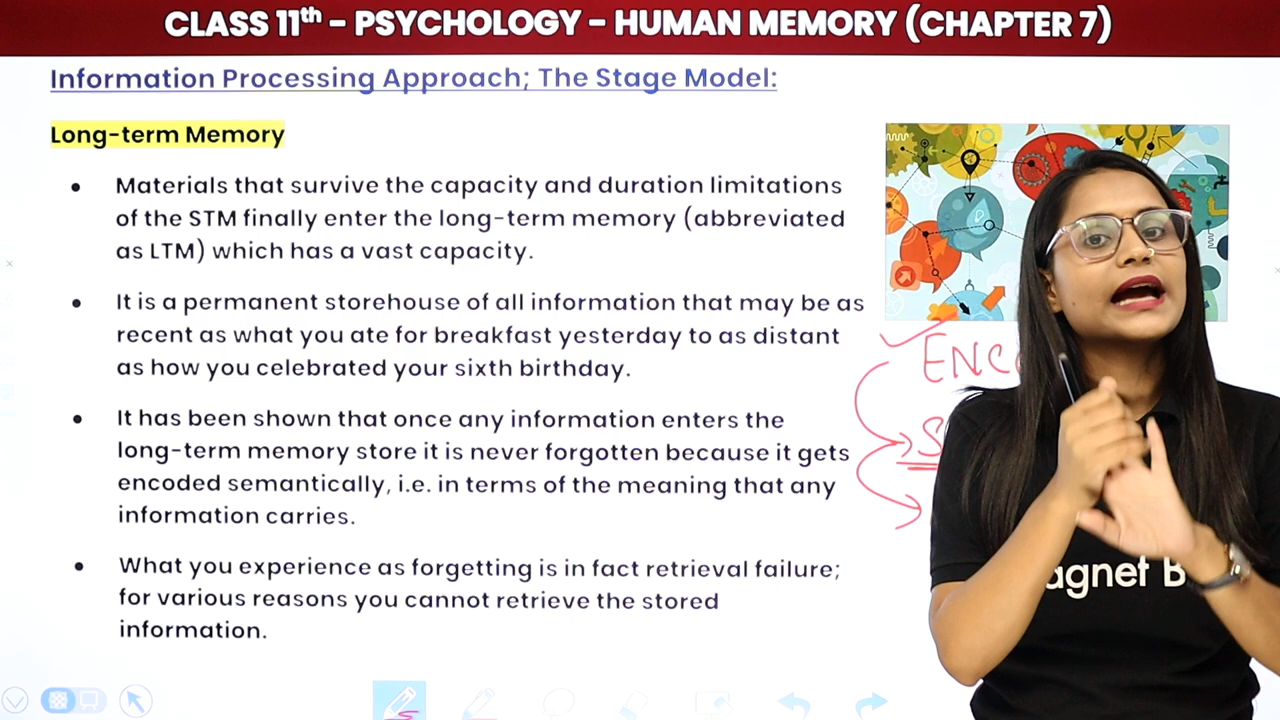 CLASS 11th - PSYCHOLOGY - HUMAN MEMORY (CHAPTER 7)
Information Processing Approach; The Stage Model:
Long-term Memory
• Materials that survive the capacity and duration limitations
of the STM finally enter the long-term memory (abbreviated
as LTM) which has a vast capacity.
• It is a permanent storehouse of all information that may be as
recent as what you ate for breakfast yesterday to as distant
as how you celebrated your sixth birthday.
• It has been shown that once any information enters the
long-term memory store it is never forgotten because it gets
encoded semantically, i.e. in terms of the meaning that any
information carries.
• What you experience as forgetting is in fact retrieval failure;
for various reasons you cannot retrieve the stored
information.
ENC
S
agnet B